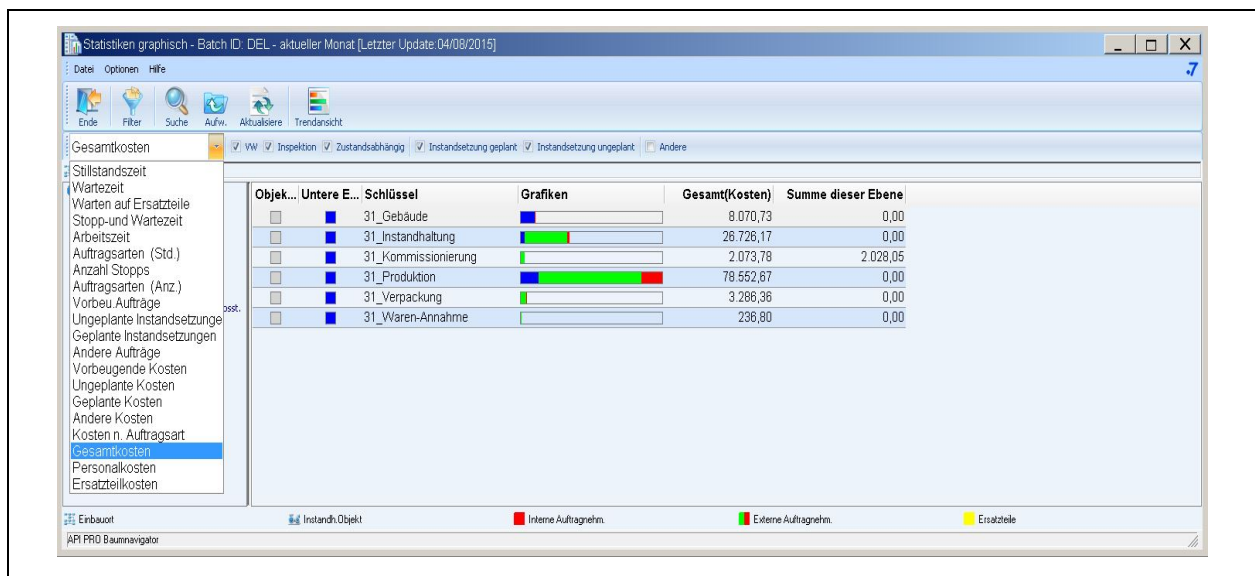 Statistiken graphisch - Batch ID: DEL - aktueller Monat [Letzter Update:04/08/2015]
Datei Optionen Hilfe
.7
Ende Filter Suche Aufw. Aktualisiere Trendansicht
Gesamtkosten VW Inspektion Zustandsabhängig Instandsetzung geplant Instandsetzung ungeplant Andere
Stillstandszeit
Wartezeit
Warten auf Ersatzteile
Stopp-und Wartezeit
Arbeitszeit
Auftragsarten (Std.)
Anzahl Stopps
Auftragsarten (Anz.)
Vorbeu.Aufträge
Ungeplante Instandsetzunge
Geplante Instandsetzungen
Andere Aufträge
Vorbeugende Kosten
Ungeplante Kosten
Geplante Kosten
Andere Kosten
Kosten n. Auftragsart
Gesamtkosten
Personalkosten
Ersatzteilkosten
osst.
Objek... Untere E... Schlüssel Grafiken Gesamt(Kosten) Summe dieser Ebene
31_Gebäude 8.070,73 0,00
31_Instandhaltung 26.726,17 0,00
31_Kommissionierung 2.073,78 2.028,05
31_Produktion 78.552,67 0,00
31_Verpackung 3.286,36 0,00
31_Waren-Annahme 236,80 0,00
Einbauort Instandh.Objekt Interne Auftragnehm. Externe Auftragnehm. Ersatzteile
API PRO Baumnavigator